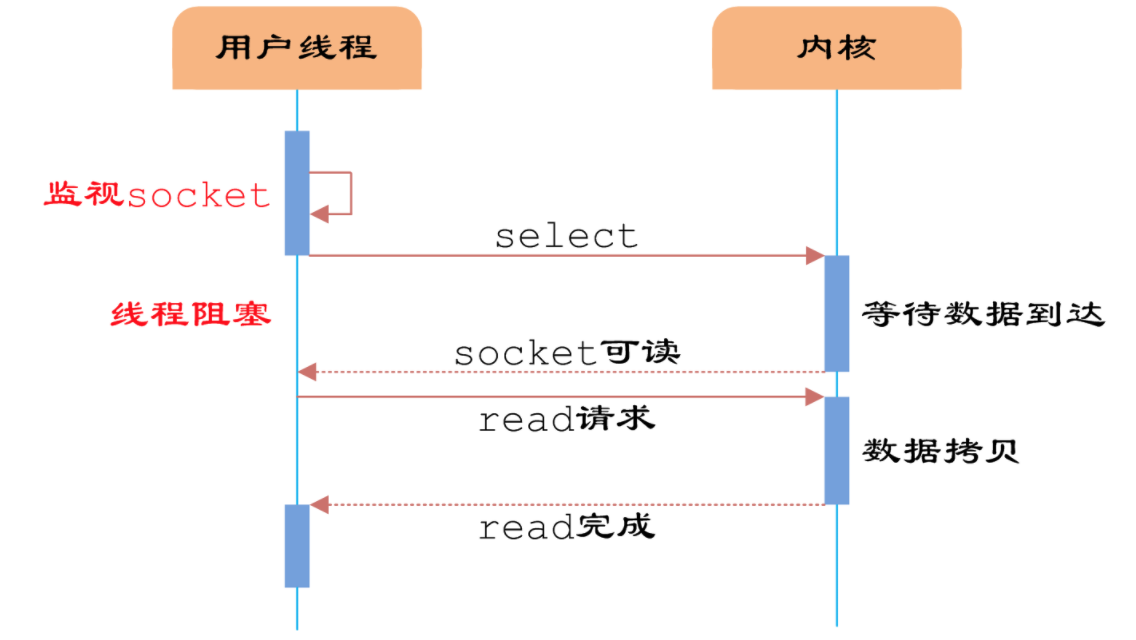 用户线程
内核
监视socket
select
线程阻塞
等待数据到达
socket可读
read请求
数据拷贝
read完成